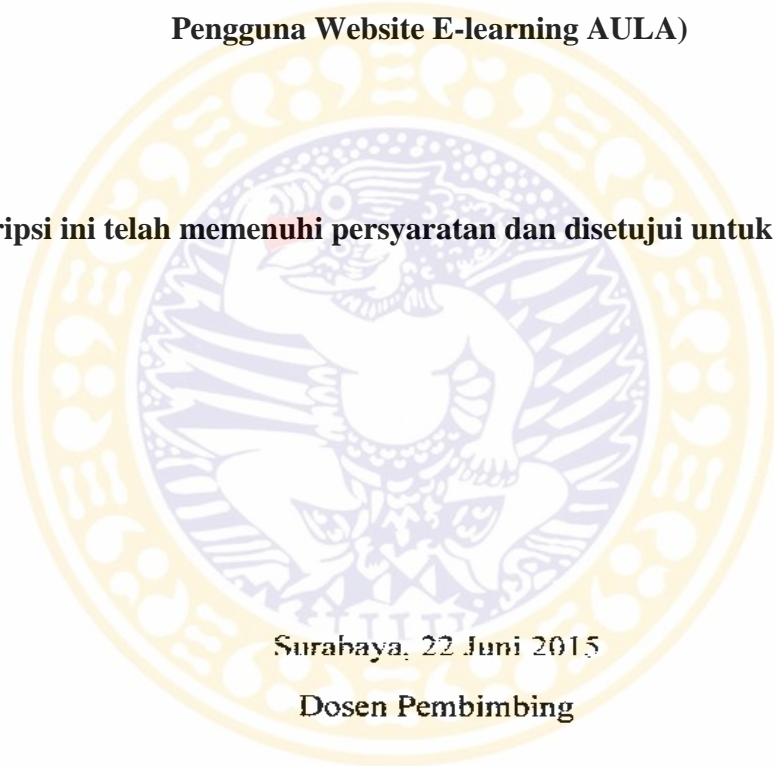 Pengguna Website E-learning AULA)
ripsi ini telah memenuhi persyaratan dan disetujui untuk
Surabaya, 22 Juni 2015
Dosen Pembimbing